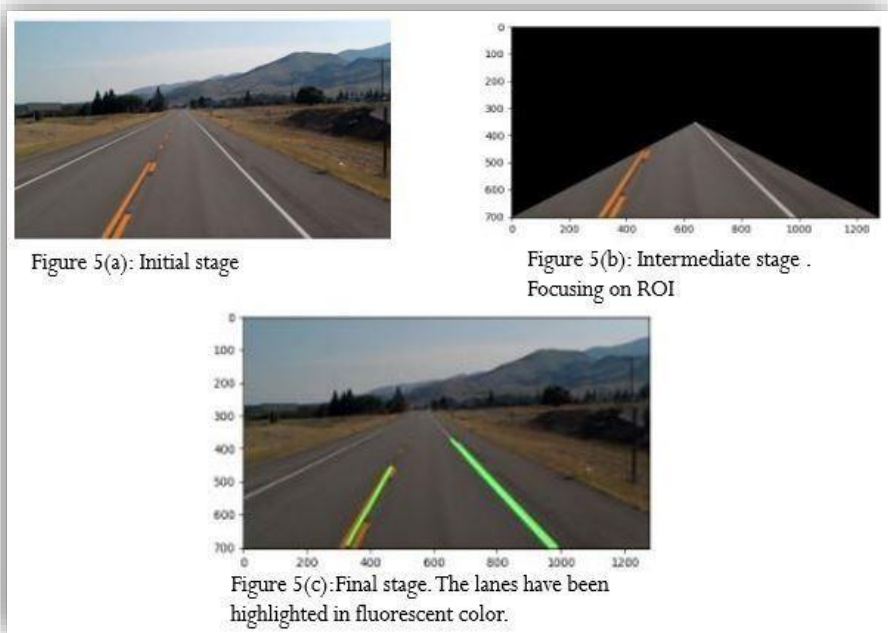 0
100
200
300
400
500
600
700
0 200 400 600 800 1000 1200
Figure 5(a): Initial stage
Figure 5(b): Intermediate stage .
Focusing on ROI
0
100
200
300
400
500
600
700
0 200 400 600 800 1000 1200
Figure 5(c):Final stage. The lanes have been
highlighted in fluorescent color.